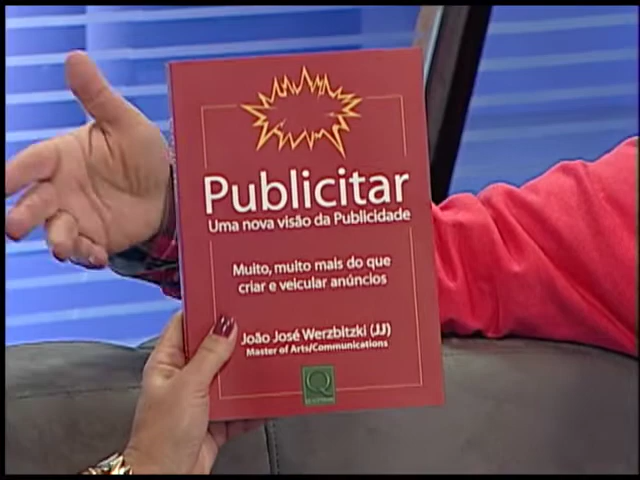 Publicitar
Uma nova visão da Publicidade
Muito, muito mais do que
criar e veicular anúncios
João José Werzbitzki (JJ)
Master of Arts/Communications
Q